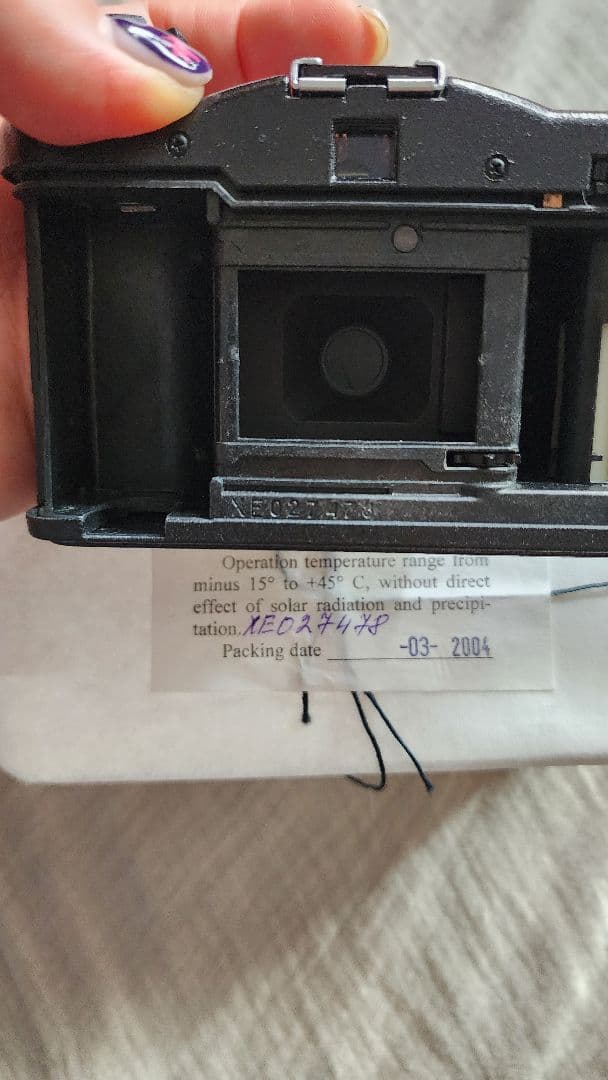 XE027478
Operation temperature range from
minus 15° to +45° C, without direct
effect of solar radiation and precipi-
tation. XE027478
Packing date -03- 2004